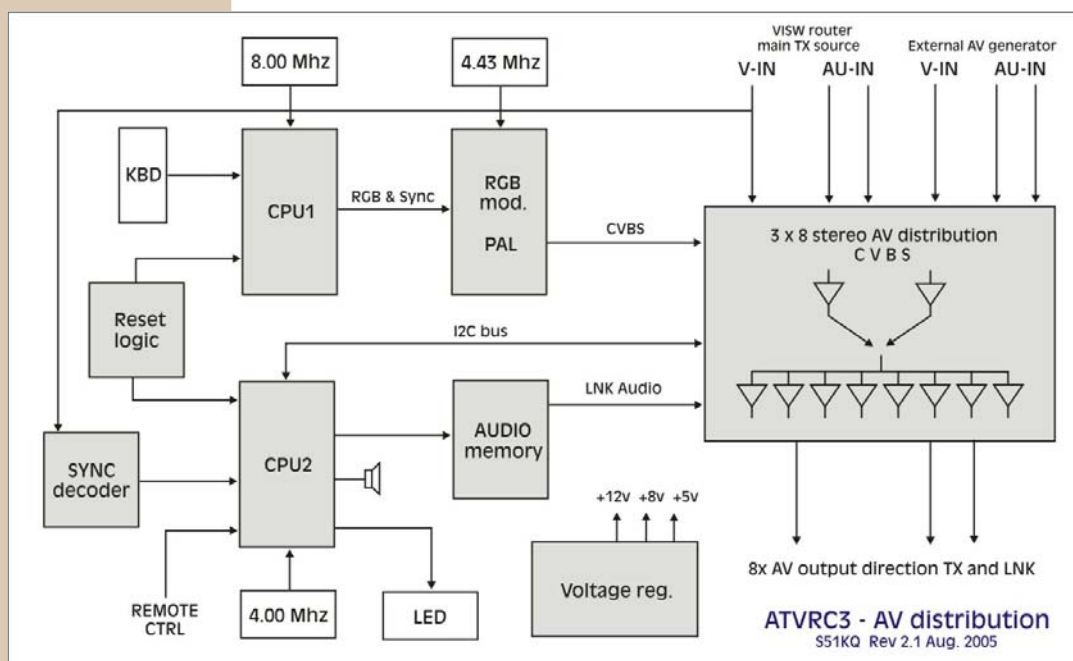 VISW router
main TX source
External AV generator
V-IN
AU-IN
V-IN
AU-IN
8.00 Mhz
4.43 Mhz
KBD
CPU1
RGB & Sync
RGB
mod.
PAL
CVBS
3 x 8 stereo AV distribution
C V B S
Reset
logic
I2C bus
SYNC
decoder
CPU2
AUDIO
memory
LNK Audio
+12v
+8v
+5v
Voltage reg.
REMOTE
CTRL
4.00 Mhz
LED
8x AV output direction TX and LNK
ATVRC3 - AV distribution
S51KQ Rev 2.1 Aug. 2005